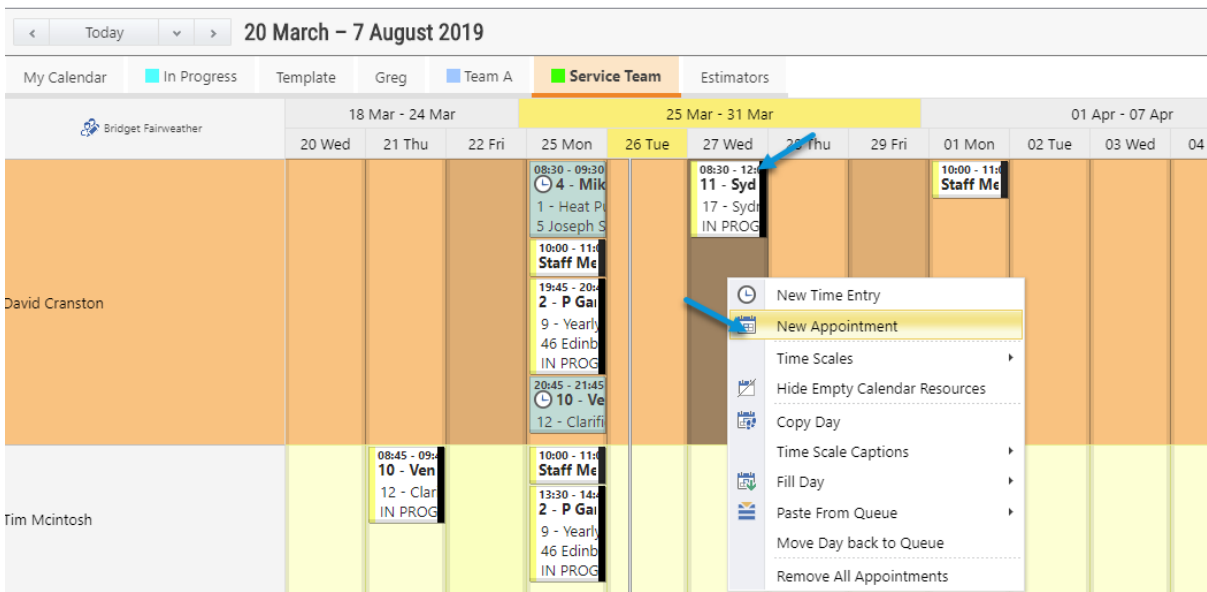 Today 20 March – 7 August 2019
My Calendar In Progress Template Greg Team A Service Team Estimators
Bridget Fairweather
18 Mar - 24 Mar 25 Mar - 31 Mar 01 Apr - 07 Apr
20 Wed 21 Thu 22 Fri 25 Mon 26 Tue 27 Wed 28 Thu 29 Fri 01 Mon 02 Tue 03 Wed 04
David Cranston
08:30 - 09:30
4 - Mik
1 - Heat Pu
5 Joseph S
10:00 - 11:0
Staff Me
19:45 - 20:4
2 - P Gar
9 - Yearly
46 Edinb
IN PROG
20:45 - 21:45
10 - Ve
12 - Clarifi
08:30 - 12:0
11 - Syd
17 - Sydn
IN PROG
10:00 - 11:0
Staff Me
New Time Entry
New Appointment
Time Scales
Hide Empty Calendar Resources
Copy Day
Time Scale Captions
Fill Day
Paste From Queue
Move Day back to Queue
Remove All Appointments
Tim Mcintosh
08:45 - 09:4
10 - Ven
12 - Clar
IN PROG
10:00 - 11:0
Staff Me
13:30 - 14:4
2 - P Gar
9 - Yearly
46 Edinb
IN PROG